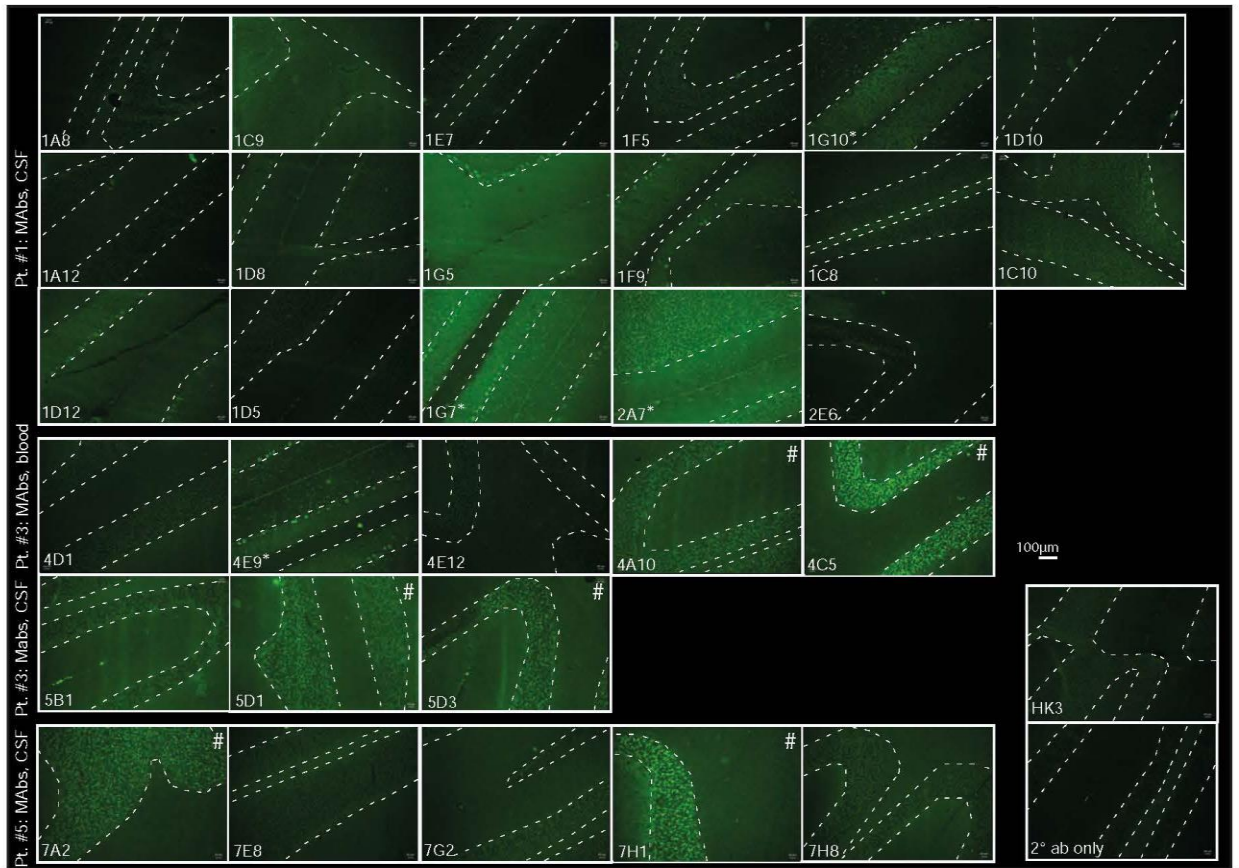 Pt. #1: MAbs, CSF
1A8 1C9 1E7 1F5 1G10* 1D10
1A12 1D8 1G5 1F9 1C8 1C10
1D12 1D5 1G7* 2A7* 2E6
Pt. #3: MAbs, blood
# #
4D1 4E9* 4E12 4A10 4C5
100µm
Pt. #3: Mabs, CSF
# #
5B1 5D1 5D3
HK3
Pt. #5: MAbs, CSF
# #
7A2 7E8 7G2 7H1 7H8
2° ab only